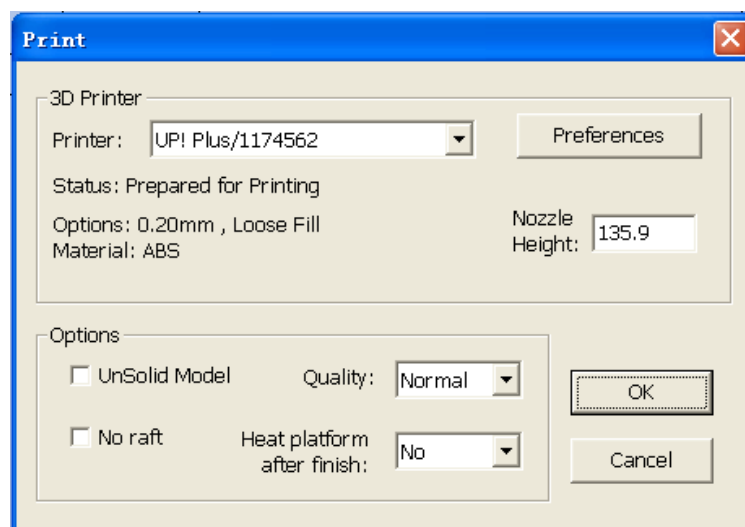 Print
3D Printer
Printer: UP! Plus/1174562
Preferences
Status: Prepared for Printing
Options: 0.20mm , Loose Fill
Material: ABS
Nozzle
Height: 135.9
Options
UnSolid Model
Quality: Normal
OK
No raft
Heat platform
after finish: No
Cancel